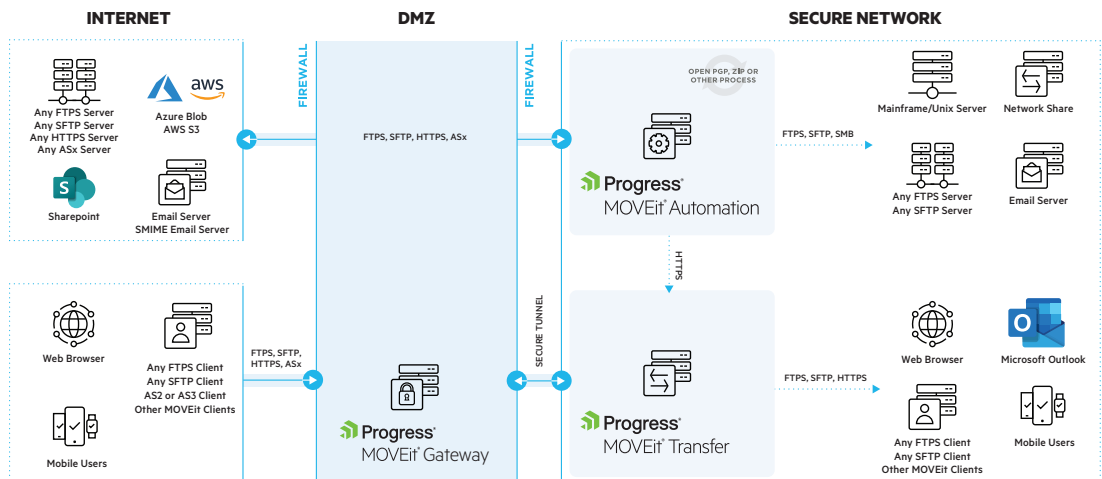 INTERNET
DMZ
SECURE NETWORK
FIREWALL
FIREWALL
Any FTPS Server
Any SFTP Server
Any HTTPS Server
Any ASx Server
aws
Azure Blob
AWS S3
S
Sharepoint
Email Server
SMIME Email Server
FTPS, SFTP, HTTPS, ASx
OPEN PGP, ZIP OR
OTHER PROCESS
Progress®
MOVEit® Automation
FTPS, SFTP, SMB
Mainframe/Unix Server
Network Share
Any FTPS Server
Any SFTP Server
Email Server
HTTPS
Web Browser
Any FTPS Client
Any SFTP Client
AS2 or AS3 Client
Other MOVEit Clients
Mobile Users
FTPS, SFTP,
HTTPS, ASx
Progress®
MOVEit® Gateway
SECURE TUNNEL
Progress®
MOVEit® Transfer
FTPS, SFTP, HTTPS
Web Browser
O
Microsoft Outlook
Any FTPS Client
Any SFTP Client
Other MOVEit Clients
Mobile Users